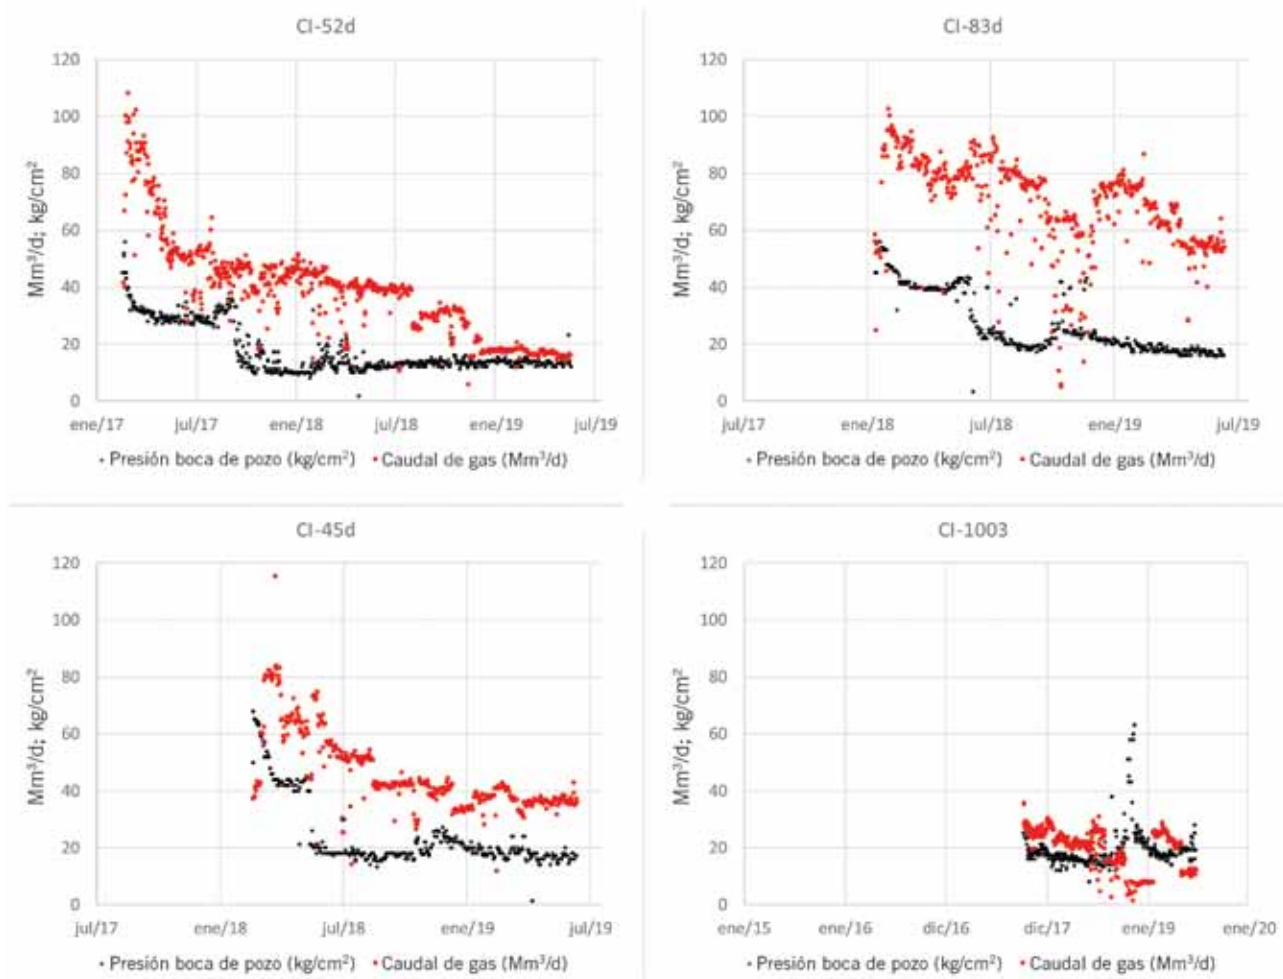 CI-52d
120
100
80
60
40
20
0
Mm³/d; kg/cm²
ene/17 jul/17 ene/18 jul/18 ene/19 jul/19
Presión boca de pozo (kg/cm²) Caudal de gas (Mm³/d)
CI-83d
120
100
80
60
40
20
0
Mm³/d; kg/cm²
jul/17 ene/18 jul/18 ene/19 jul/19
Presión boca de pozo (kg/cm²) Caudal de gas (Mm³/d)
CI-45d
120
100
80
60
40
20
0
Mm³/d; kg/cm²
jul/17 ene/18 jul/18 ene/19 jul/19
Presión boca de pozo (kg/cm²) Caudal de gas (Mm³/d)
CI-1003
120
100
80
60
40
20
0
Mm³/d; kg/cm²
ene/15 ene/16 dic/16 dic/17 ene/19 ene/20
Presión boca de pozo (kg/cm²) Caudal de gas (Mm³/d)